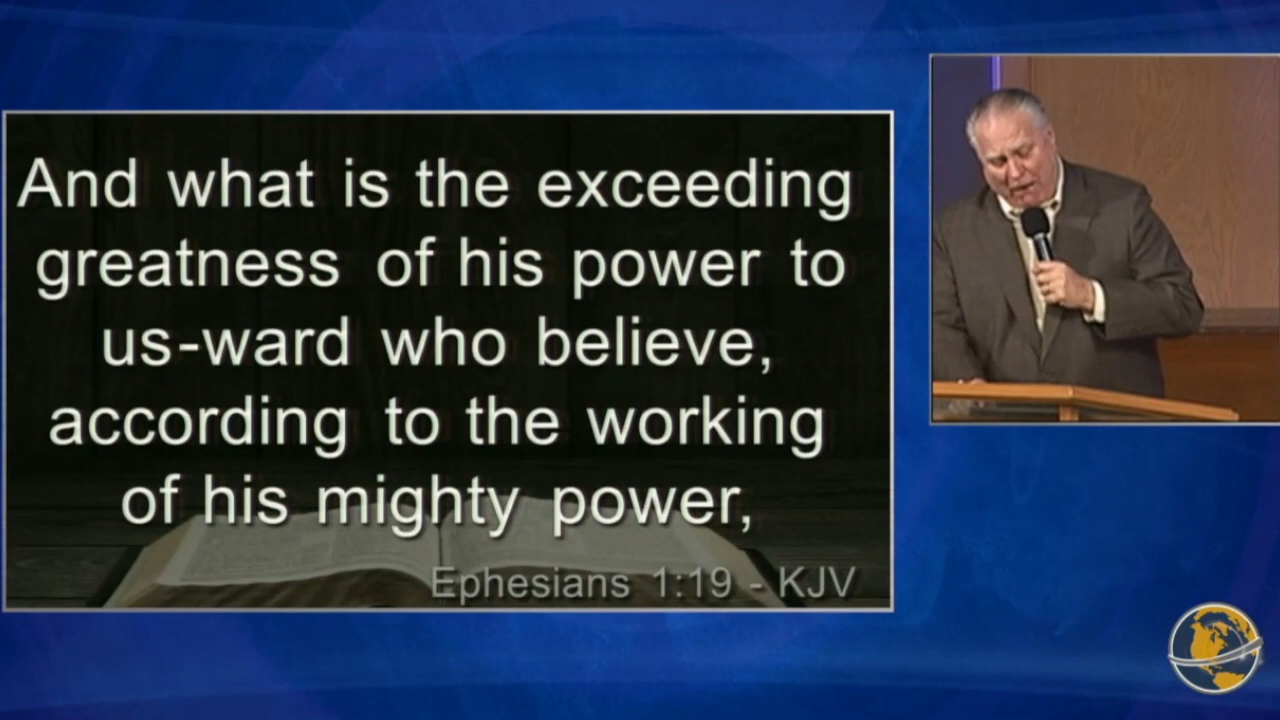 And what is the exceeding
greatness of his power to
us-ward who believe,
according to the working
of his mighty power,
Ephesians 1:19 - KJV